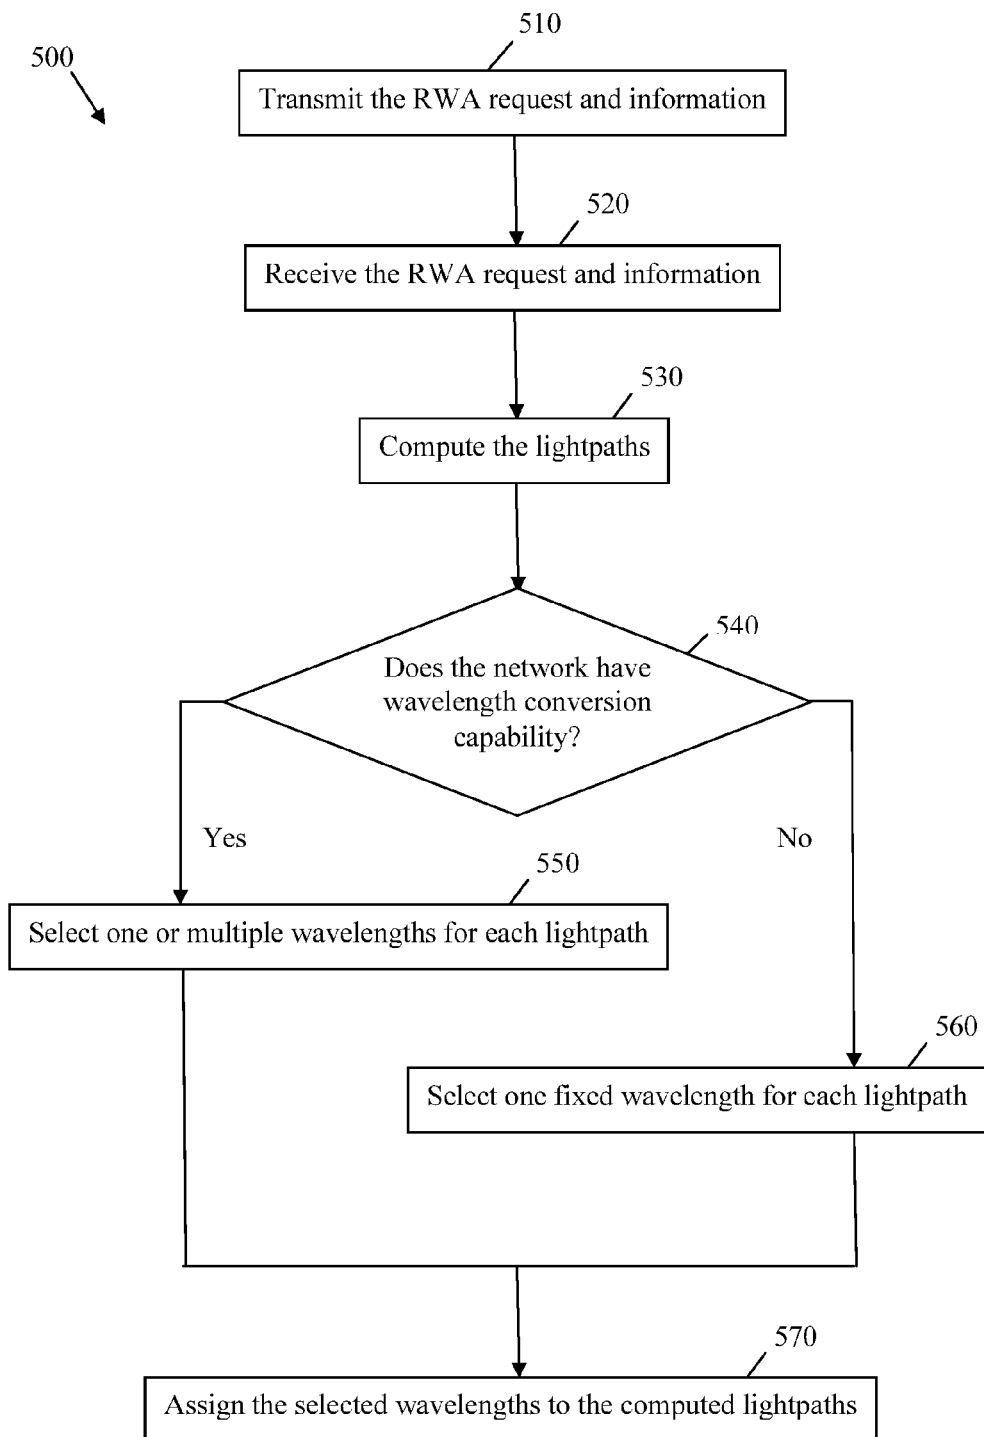 510
500
Transmit the RWA request and information
520
Receive the RWA request and information
530
Compute the lightpaths
540
Does the network have
wavelength conversion
capability?
Yes
No
550
Select one or multiple wavelengths for each lightpath
560
Select one fixed wavelength for each lightpath
570
Assign the selected wavelengths to the computed lightpaths